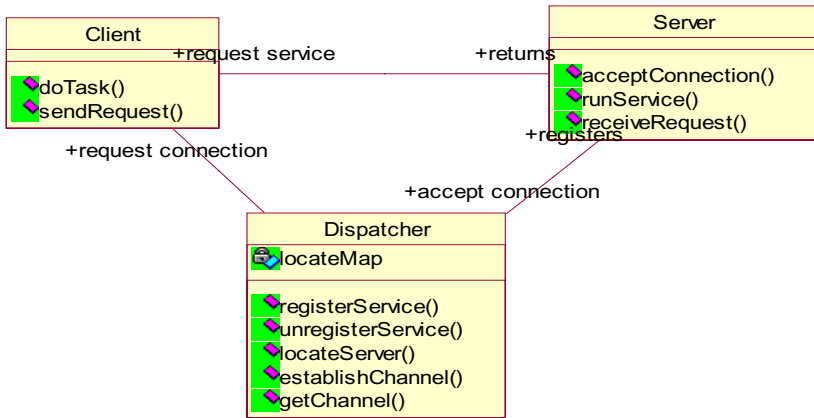 Client
Server
+request service
+returns
doTask()
sendRequest()
acceptConnection()
runService()
receiveRequest()
+registers
+request connection
+accept connection
Dispatcher
locateMap
registerService()
unregisterService()
locateServer()
establishChannel()
getChannel()